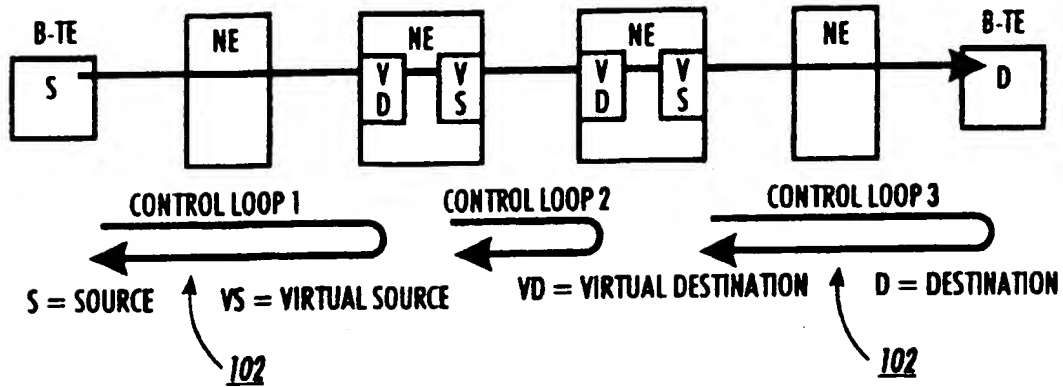 B-TE
NE
NE
NE
NE
B-TE
S
V
D
V
S
V
D
V
S
D
CONTROL LOOP 1
CONTROL LOOP 2
CONTROL LOOP 3
S = SOURCE
VS = VIRTUAL SOURCE
VD = VIRTUAL DESTINATION
D = DESTINATION
102
102